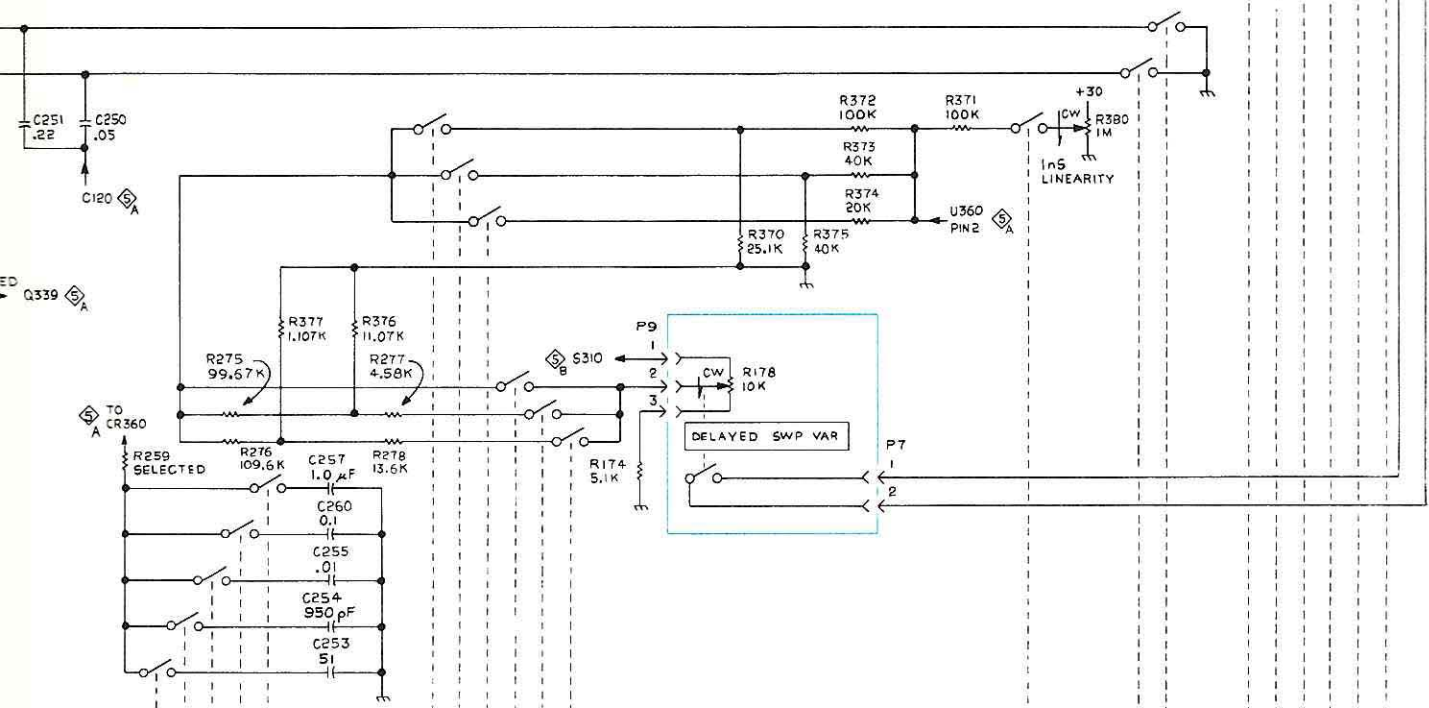 C251
.22
C250
.05
C120 5 A
ED
Q339 5 A
R372
100K
R371
100K
R373
40K
R374
20K
+30
CW
R380
1M
1nS
LINEARITY
U360
PIN2 5 A
R370
25.1K
R375
40K
R377
1.107K
R376
11.07K
R275
99.67K
R277
4.58K
5 B S310
P9
1
2
3
CW
R178
10K
DELAYED SWP VAR
R174
5.1K
P7
1
2
5 A TO
CR360
R259
SELECTED
R276
109.6K
R278
13.6K
C257
1.0 µF
C260
0.1
C255
.01
C254
950 pF
C253
51